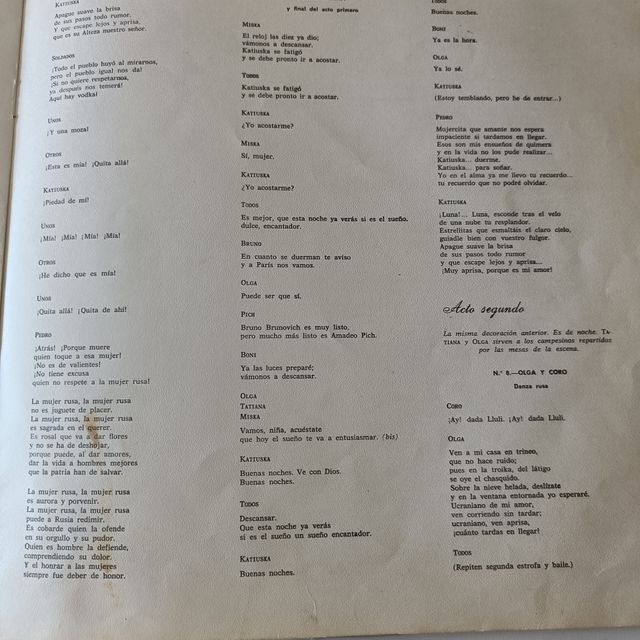 KATIUSKA
Apague suave la brisa
de sus pasos todo rumor.
Y que escape lejos y aprisa.
que es su Alteza nuestro señor.
SOLDADOS
¡Todo el pueblo huyó al mirarnos,
pero el pueblo igual nos da!
¡Si no quiere respetarnos,
ya después nos temerá!
Aquí hay vodka!
UNOS
¡Y una moza!
OTROS
¡Esta es mía! ¡Quita allá!
KATIUSKA
¡Piedad de mí!
UNOS
¡Mía! ¡Mía! ¡Mía! ¡Mía!
OTROS
¡He dicho que es mía!
UNOS
¡Quita allá! ¡Quita de ahí!
PEDRO
¡Atrás! ¡Porque muere
quien toque a esa mujer!
¡No es de valientes!
¡No tiene excusa
quien no respete a la mujer rusa!
La mujer rusa, la mujer rusa
no es juguete de placer.
La mujer rusa, la mujer rusa
es sagrada en el querer.
Es rosal que va a dar flores
y no se ha de deshojar,
porque puede, al dar amores,
dar la vida a hombres mejores
que la patria han de salvar.
La mujer rusa, la mujer rusa
es aurora y porvenir.
La mujer rusa, la mujer rusa
puede a Rusia redimir.
Es cobarde quien la ofende
en su orgullo y su pudor.
Quien es hombre la defiende,
comprendiendo su dolor.
Y el honrar a las mujeres
siempre fue deber de honor.
y final del acto primero
MISKA
El reloj las diez ya dio;
vámonos a descansar.
Katiuska se fatigó
y se debe pronto ir a acostar.
TODOS
Katiuska se fatigó
y se debe pronto ir a acostar.
KATIUSKA
¿Yo acostarme?
MISKA
Sí, mujer.
KATIUSKA
¿Yo acostarme?
TODOS
Es mejor, que esta noche ya verás si es el sueño.
dulce, encantador.
BRUNO
En cuanto se duerman te aviso
y a París nos vamos.
OLGA
Puede ser que sí.
PICH
Bruno Brunovich es muy listo,
pero mucho más listo es Amadeo Pich.
BONI
Ya las luces preparé;
vámonos a descansar.
OLGA
TATIANA
MISKA
Vamos, niña, acuéstate
que hoy el sueño te va a entusiasmar. (bis)
KATIUSKA
Buenas noches. Ve con Dios.
Buenas noches.
TODOS
Descansar.
Que esta noche ya verás
si es el sueño un sueño encantador.
KATIUSKA
Buenas noches.
TODOS
Buenas noches.
BONI
Ya es la hora.
OLGA
Ya lo sé.
KATIUSKA
(Estoy temblando, pero he de entrar...)
PEDRO
Mujercita que amante nos espera
impaciente si tardamos en llegar.
Esos son mis ensueños de quimera
y en la vida no los pude realizar...
Katiuska... duerme.
Katiuska... para soñar.
Yo en el alma ya me llevo tu recuerdo...
tu recuerdo que no podré olvidar.
KATIUSKA
¡Luna!... Luna, esconde tras el velo
de una nube tu resplandor.
Estrellitas que esmaltáis el claro cielo,
guiadle bien con vuestro fulgor.
Apague suave la brisa
de sus pasos todo rumor
y que escape lejos y aprisa...
¡Muy aprisa, porque es mi amor!
Acto segundo
La misma decoración anterior. Es de noche. TA-
TIANA y OLGA sirven a los campesinos repartidos
por las mesas de la escena.
N.º 8.—OLGA Y CORO
Danza rusa
CORO
¡Ay! dada Lluli. ¡Ay! dada Lluli.
OLGA
Ven a mi casa en trineo,
que no hace ruido;
pues en la troika, del látigo
se oye el chasquido.
Sobre la nieve helada, deslízate
y en la ventana entornada yo esperaré.
Ucraniano de mi amor,
ven corriendo sin tardar;
ucraniano, ven aprisa,
¡cuánto tardas en llegar!
TODOS
(Repiten segunda estrofa y baile.)